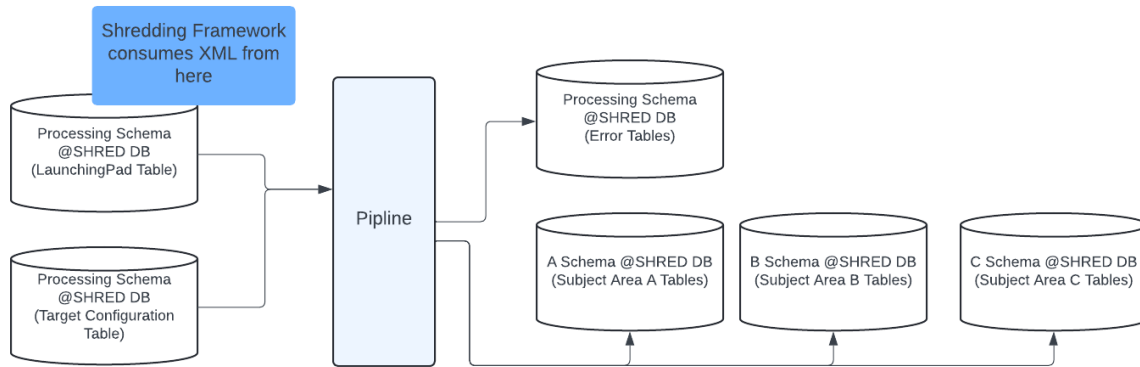 Shredding Framework
consumes XML from
here
Processing Schema
@SHRED DB
(LaunchingPad Table)
Processing Schema
@SHRED DB
(Target Configuration
Table)
Pipline
Processing Schema
@SHRED DB
(Error Tables)
A Schema @SHRED DB
(Subject Area A Tables)
B Schema @SHRED DB
(Subject Area B Tables)
C Schema @SHRED DB
(Subject Area C Tables)